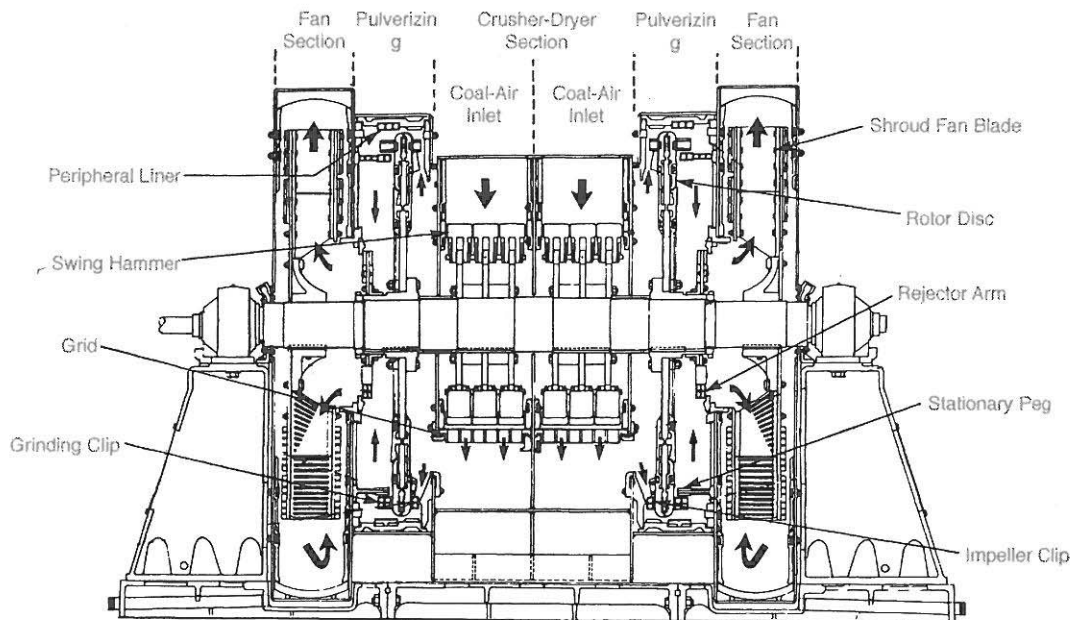 Fan
Section
Pulverizin
g
Crusher-Dryer
Section
Pulverizin
g
Fan
Section
Coal-Air
Inlet
Coal-Air
Inlet
Shroud Fan Blade
Peripheral Liner
Rotor Disc
Swing Hammer
Rejector Arm
Grid
Stationary Peg
Grinding Clip
Impeller Clip